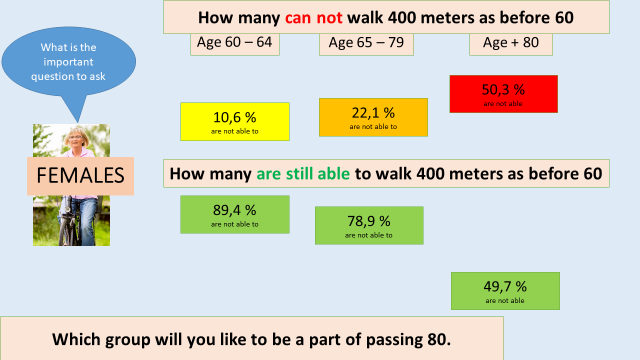 How many can not walk 400 meters as before 60
What is the
important
question to ask
Age 60 – 64
Age 65 – 79
Age + 80
10,6 %
are not able to
22,1 %
are not able to
50,3 %
are not able
FEMALES
How many are still able to walk 400 meters as before 60
89,4 %
are not able to
78,9 %
are not able to
49,7 %
are not able
Which group will you like to be a part of passing 80.